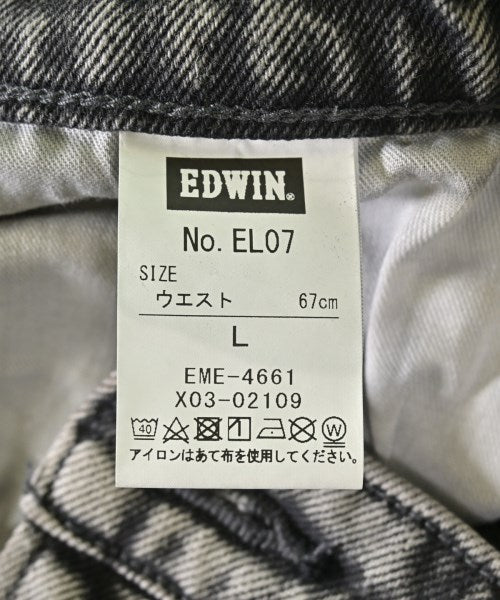 EDWIN®
No. EL07
SIZE
ウエスト 67cm
L
EME-4661
X03-02109
40 W
アイロンはあて布を使用してください。